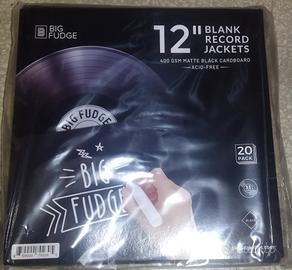 BIG
FUDGE
12"
BLANK
RECORD
JACKETS
400 GSM MATTE BLACK CARDBOARD
ACID-FREE
BIG FUDGE
BIG
FUDGE
20
PACK